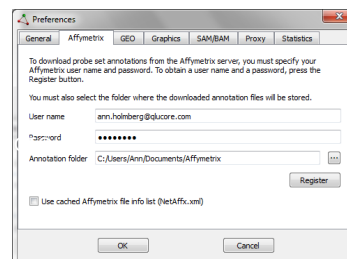 Preferences
General Affymetrix GEO Graphics SAM/BAM Proxy Statistics
To download probe set annotations from the Affymetrix server, you must specify your
Affymetrix user name and password. To obtain a user name and a password, press the
Register button.
You must also select the folder where the downloaded annotation files will be stored.
User name ann.holmberg@qlucore.com
Password ••••••••
Annotation folder C:/Users/Ann/Documents/Affymetrix ...
Register
Use cached Affymetrix file info list (NetAffx.xml)
OK Cancel